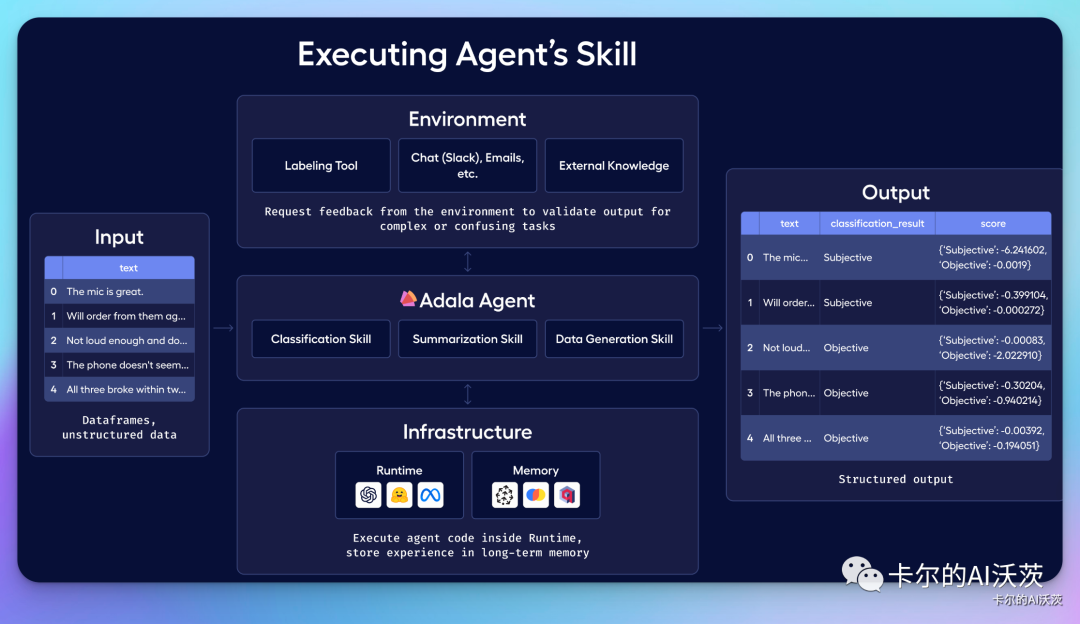 Executing Agent's Skill
Environment
Labeling Tool
Chat (Slack), Emails,
etc.
External Knowledge
Request feedback from the environment to validate output for
complex or confusing tasks
Input
text
0 The mic is great.
1 Will order from them ag...
2 Not loud enough and do...
3 The phone doesn't seem...
4 All three broke within tw...
Dataframes,
unstructured data
Adala Agent
Classification Skill
Summarization Skill
Data Generation Skill
Infrastructure
Runtime
Memory
Execute agent code inside Runtime,
store experience in long-term memory
Output
text classification_result score
0 The mic... Subjective {'Subjective': -6.241602,
'Objective': -0.0019}
1 Will order... Subjective {'Subjective': -0.399104,
'Objective': -0.000272}
2 Not loud... Objective {'Subjective': -0.00083,
'Objective': -2.022910}
3 The phon... Objective {'Subjective': -0.30204,
'Objective': -0.940214}
4 All three ... Objective {'Subjective': -0.00392,
'Objective': -0.194051}
Structured output
卡尔的AI沃茨
卡尔的AI沃茨